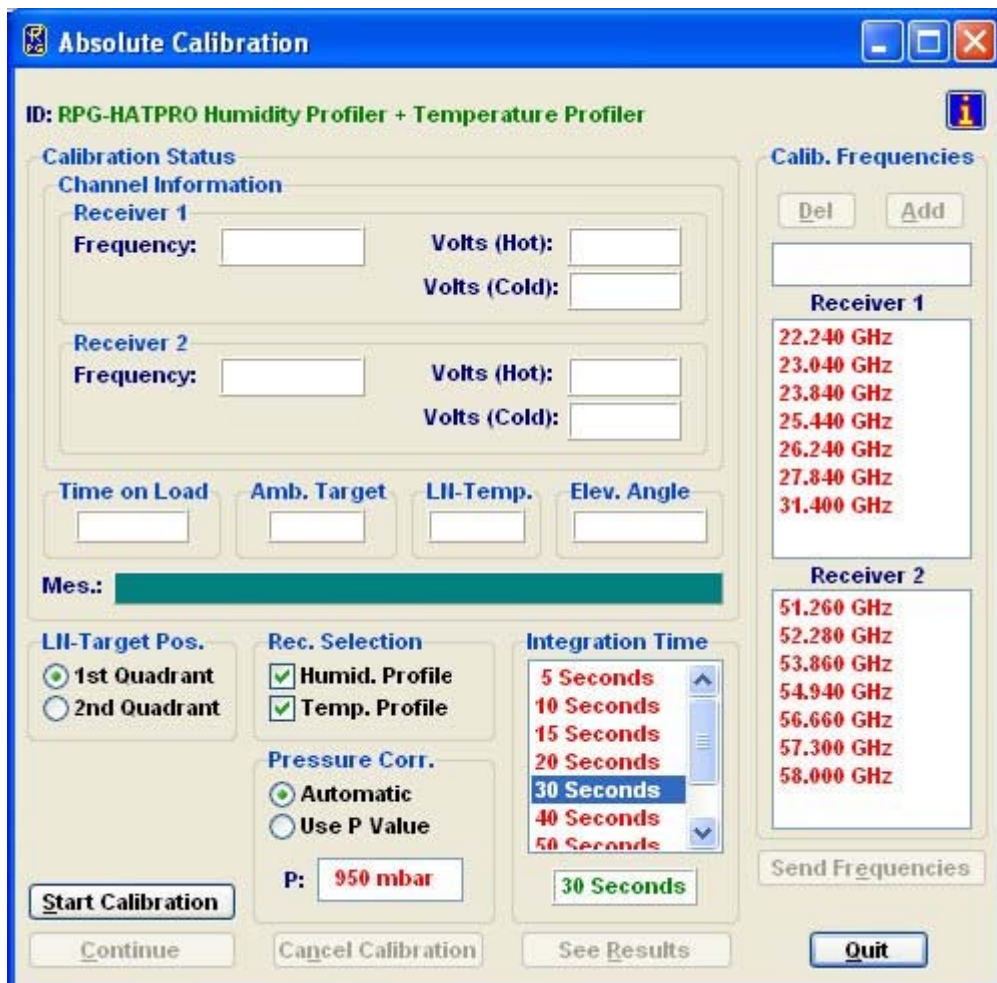 Absolute Calibration
ID: RPG-HATPRO Humidity Profiler + Temperature Profiler
i
Calibration Status
Channel Information
Receiver 1
Frequency:
Volts (Hot):
Volts (Cold):
Receiver 2
Frequency:
Volts (Hot):
Volts (Cold):
Time on Load
Amb. Target
LN-Temp.
Elev. Angle
Mes.:
LN-Target Pos.
1st Quadrant
2nd Quadrant
Rec. Selection
Humid. Profile
Temp. Profile
Pressure Corr.
Automatic
Use P Value
P: 950 mbar
Integration Time
5 Seconds
10 Seconds
15 Seconds
20 Seconds
30 Seconds
40 Seconds
50 Seconds
30 Seconds
Calib. Frequencies
Del
Add
Receiver 1
22.240 GHz
23.040 GHz
23.840 GHz
25.440 GHz
26.240 GHz
27.840 GHz
31.400 GHz
Receiver 2
51.260 GHz
52.280 GHz
53.860 GHz
54.940 GHz
56.660 GHz
57.300 GHz
58.000 GHz
Send Frequencies
Start Calibration
Continue
Cancel Calibration
See Results
Quit